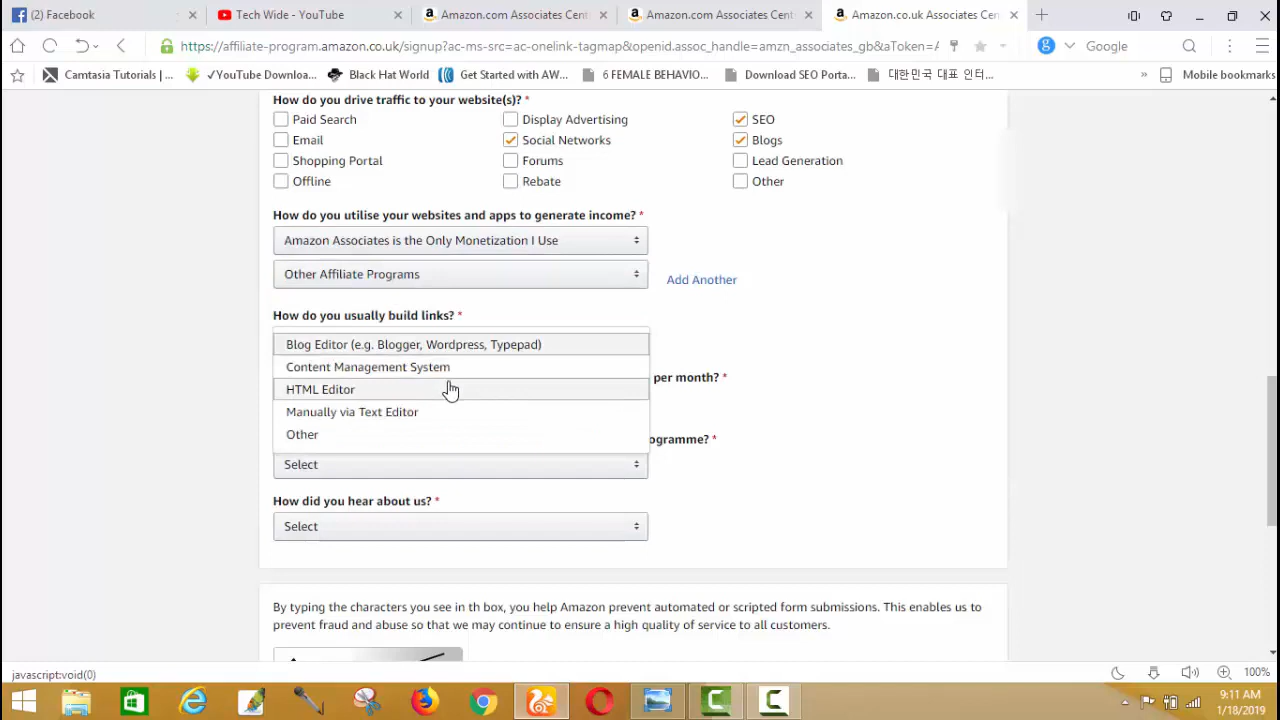 (2) Facebook
Tech Wide - YouTube
Amazon.com Associates Cent
Amazon.com Associates Cent
Amazon.co.uk Associates Cen
https://affiliate-program.amazon.co.uk/signup?ac-ms-src=ac-onelink-tagmap&openid.assoc_handle=amzn_associates_gb&aToken=A
Google
Camtasia Tutorials | ...
✓YouTube Downloa...
Black Hat World
Get Started with AW...
6 FEMALE BEHAVIO...
Download SEO Porta...
대한민국 대표 인터...
»
Mobile bookmarks
How do you drive traffic to your website(s)? *
Paid Search
Display Advertising
SEO
Email
Social Networks
Blogs
Shopping Portal
Forums
Lead Generation
Offline
Rebate
Other
How do you utilise your websites and apps to generate income? *
Amazon Associates is the Only Monetization I Use
Other Affiliate Programs
Add Another
How do you usually build links? *
Blog Editor (e.g. Blogger, Wordpress, Typepad)
Content Management System
HTML Editor
Manually via Text Editor
Other
per month? *
ogramme? *
Select
How did you hear about us? *
Select
By typing the characters you see in th box, you help Amazon prevent automated or scripted form submissions. This enables us to
prevent fraud and abuse so that we may continue to ensure a high quality of service to all customers.
javascript:void(0)
100%
9:11 AM
1/18/2019